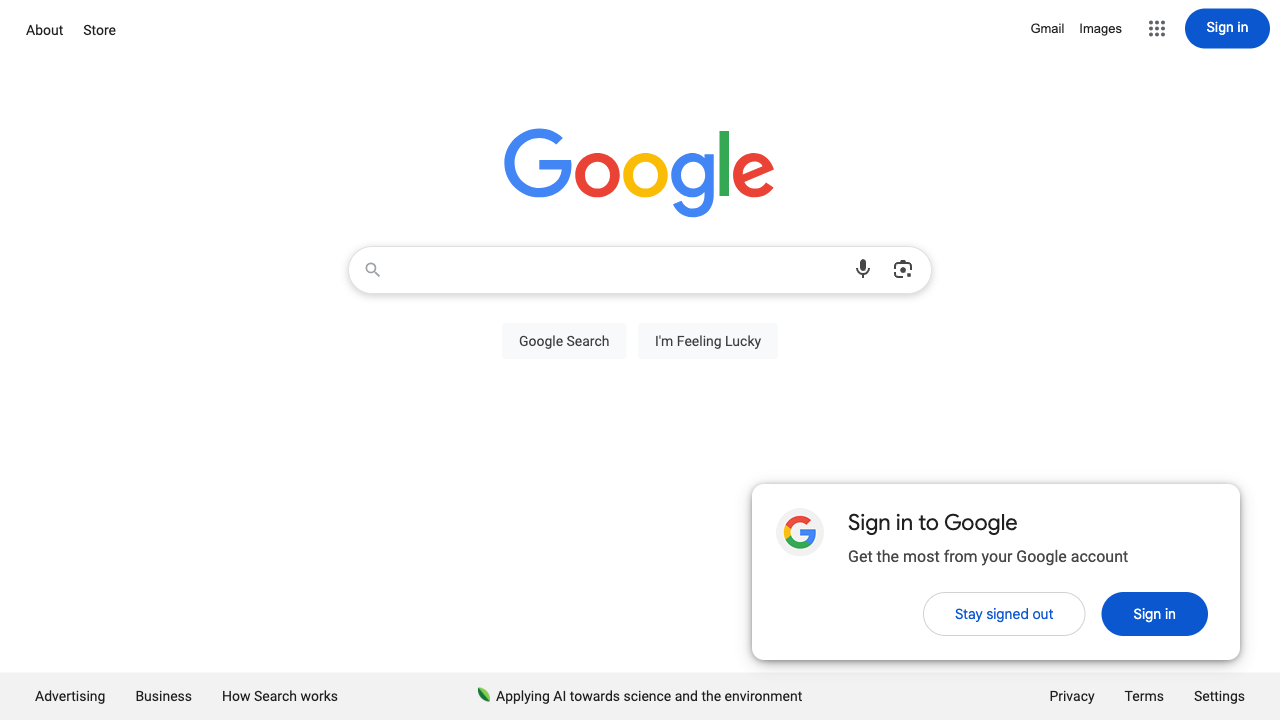 About Store
Gmail Images Sign in
Google
Google Search I'm Feeling Lucky
Sign in to Google
Get the most from your Google account
Stay signed out Sign in
Advertising Business How Search works Applying AI towards science and the environment Privacy Terms Settings